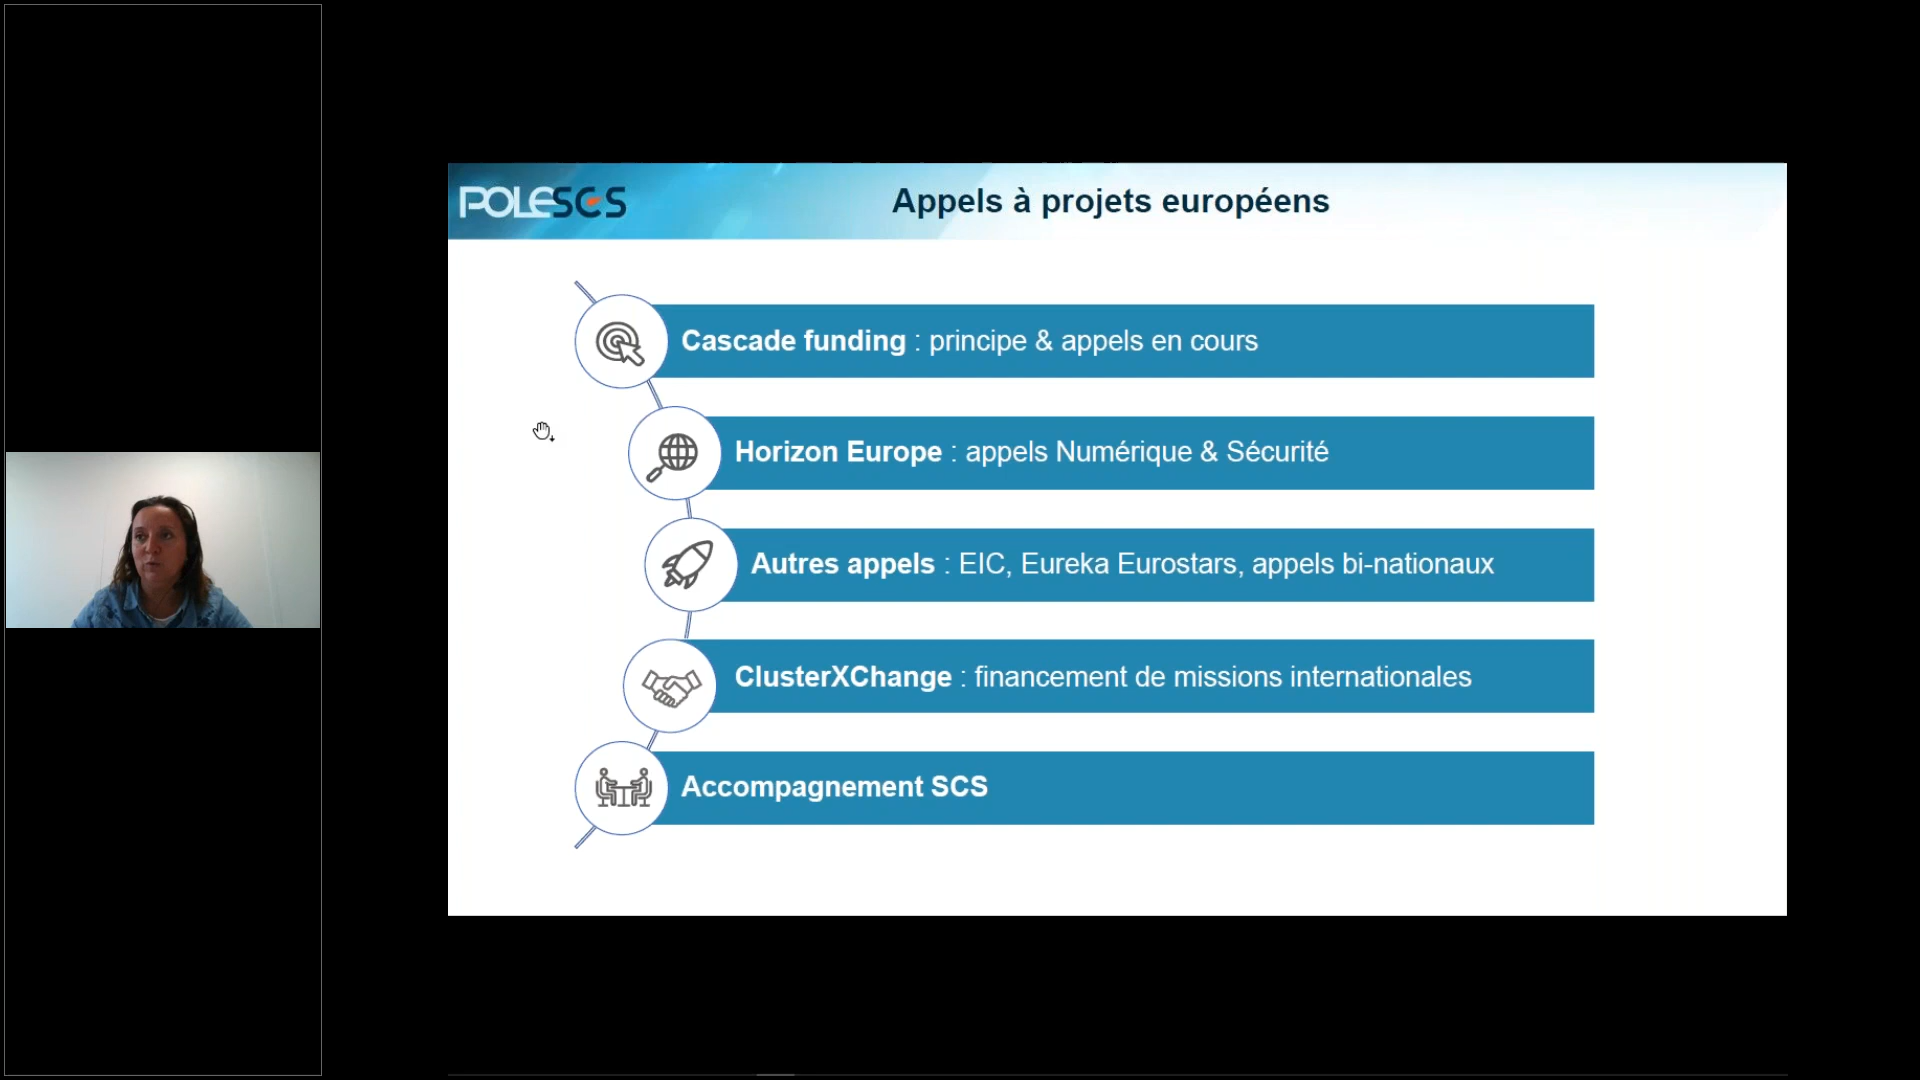 POLESCS
Appels à projets européens
Cascade funding : principe & appels en cours
Horizon Europe : appels Numérique & Sécurité
Autres appels : EIC, Eureka Eurostars, appels bi-nationaux
ClusterXChange : financement de missions internationales
Accompagnement SCS